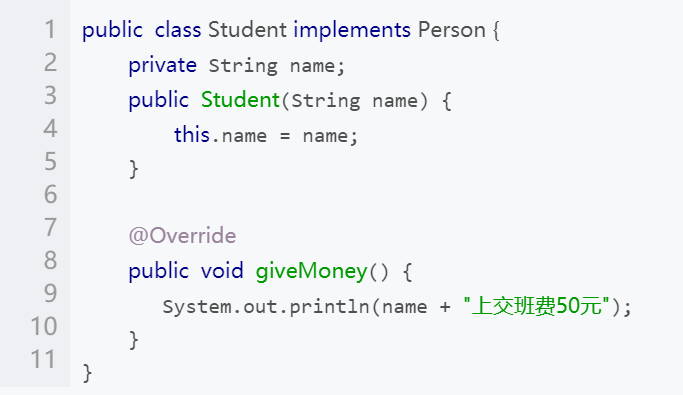 1 public class Student implements Person {
2 private String name;
3 public Student(String name) {
4 this.name = name;
5 }
6
7 @Override
8 public void giveMoney() {
9 System.out.println(name + "上交班费50元");
10 }
11 }